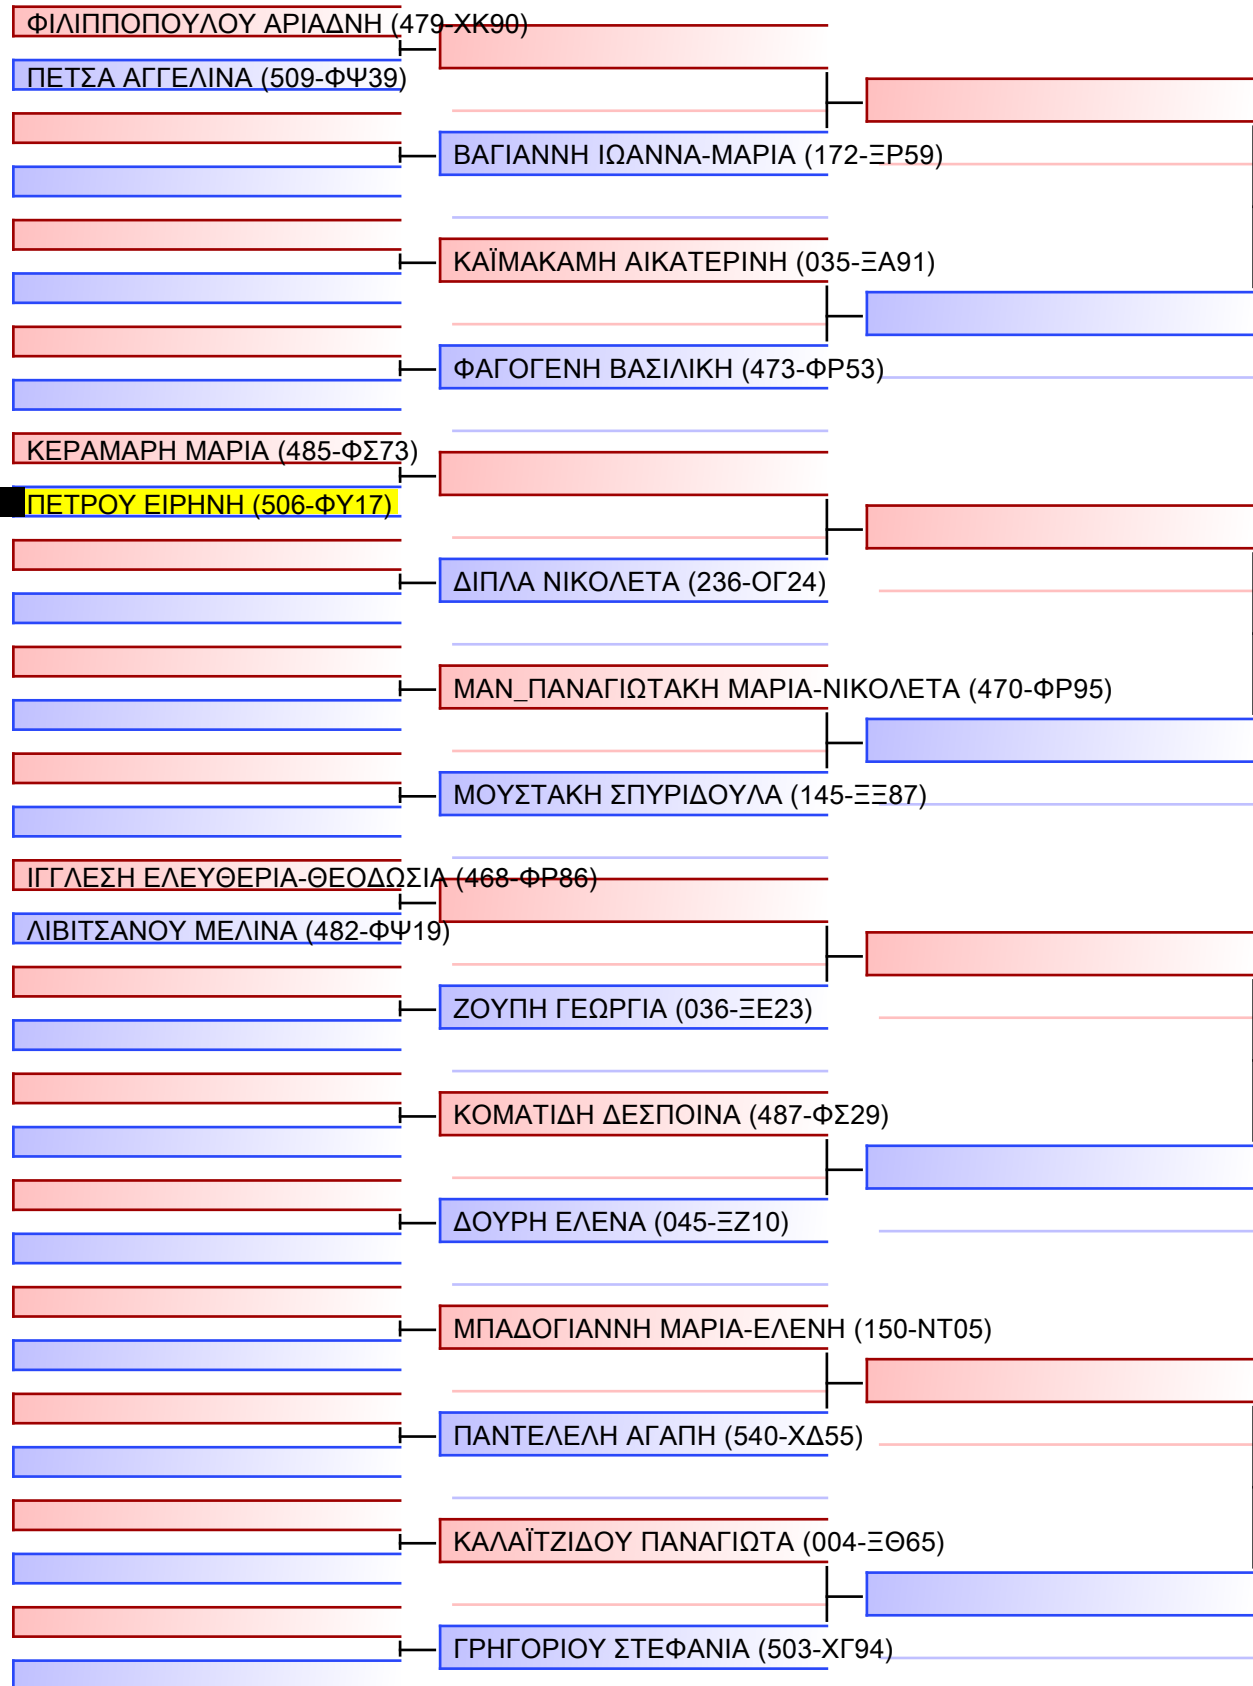 ΦΙΛΙΠΠΟΠΟΥΛΟΥ ΑΡΙΑΔΝΗ (479-ΧΚ90)
ΠΕΤΣΑ ΑΓΓΕΛΙΝΑ (509-ΦΨ39)
ΒΑΓΙΑΝΝΗ ΙΩΑΝΝΑ-ΜΑΡΙΑ (172-ΞΡ59)
ΚΑΪΜΑΚΑΜΗ ΑΙΚΑΤΕΡΙΝΗ (035-ΞΑ91)
ΦΑΓΟΓΕΝΗ ΒΑΣΙΛΙΚΗ (473-ΦΡ53)
ΚΕΡΑΜΑΡΗ ΜΑΡΙΑ (485-ΦΣ73)
ΠΕΤΡΟΥ ΕΙΡΗΝΗ (506-ΦΥ17)
ΔΙΠΛΑ ΝΙΚΟΛΕΤΑ (236-ΟΓ24)
ΜΑΝ_ΠΑΝΑΓΙΩΤΑΚΗ ΜΑΡΙΑ-ΝΙΚΟΛΕΤΑ (470-ΦΡ95)
ΜΟΥΣΤΑΚΗ ΣΠΥΡΙΔΟΥΛΑ (145-ΞΞ87)
ΙΓΓΛΕΣΗ ΕΛΕΥΘΕΡΙΑ-ΘΕΟΔΩΣΙΑ (468-ΦΡ86)
ΛΙΒΙΤΣΑΝΟΥ ΜΕΛΙΝΑ (482-ΦΨ19)
ΖΟΥΠΗ ΓΕΩΡΓΙΑ (036-ΞΕ23)
ΚΟΜΑΤΙΔΗ ΔΕΣΠΟΙΝΑ (487-ΦΣ29)
ΔΟΥΡΗ ΕΛΕΝΑ (045-ΞΖ10)
ΜΠΑΔΟΓΙΑΝΝΗ ΜΑΡΙΑ-ΕΛΕΝΗ (150-ΝΤ05)
ΠΑΝΤΕΛΕΛΗ ΑΓΑΠΗ (540-ΧΔ55)
ΚΑΛΑΪΤΖΙΔΟΥ ΠΑΝΑΓΙΩΤΑ (004-ΞΘ65)
ΓΡΗΓΟΡΙΟΥ ΣΤΕΦΑΝΙΑ (503-ΧΓ94)